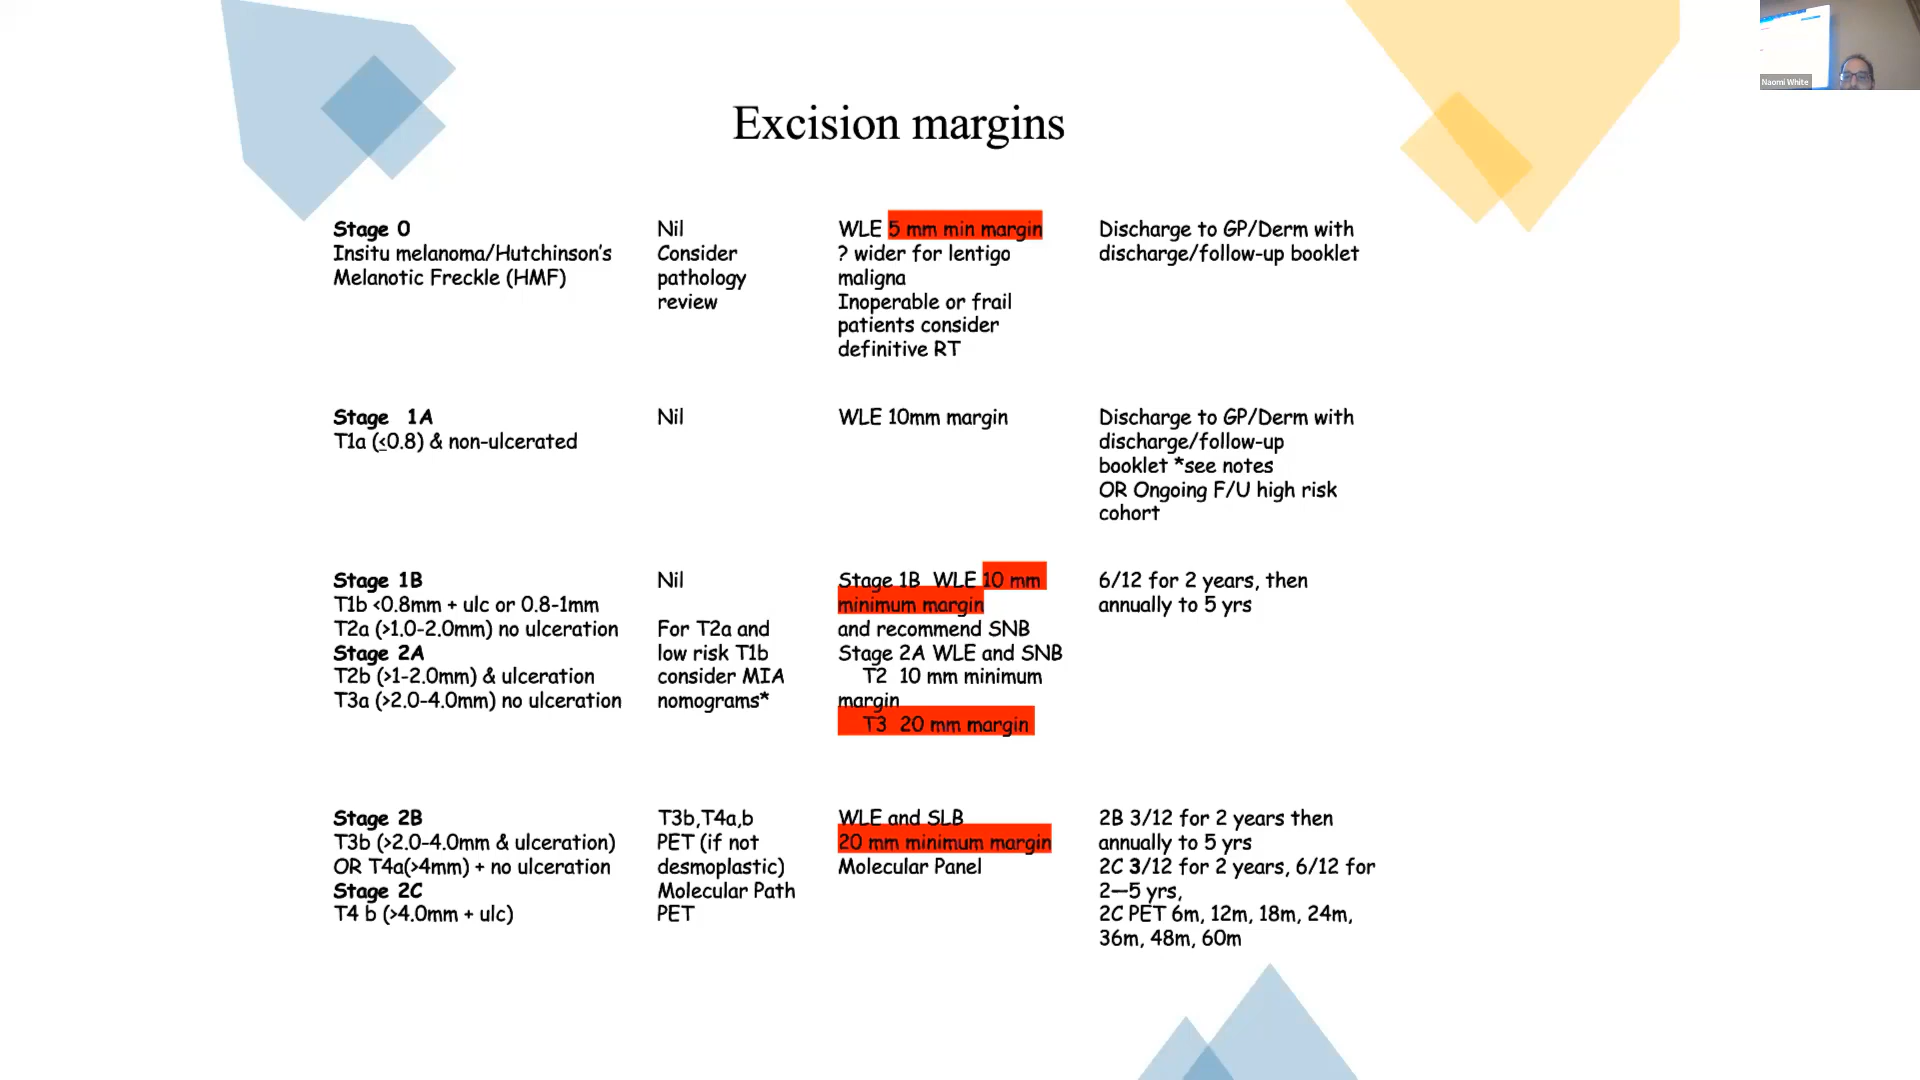 Naomi White
Excision margins
Stage 0
Insitu melanoma/Hutchinson's
Melanotic Freckle (HMF)
Nil
Consider
pathology
review
WLE 5 mm min margin
? wider for lentigo
maligna
Inoperable or frail
patients consider
definitive RT
Discharge to GP/Derm with
discharge/follow-up booklet
Stage 1A
T1a (≤0.8) & non-ulcerated
Nil
WLE 10mm margin
Discharge to GP/Derm with
discharge/follow-up
booklet *see notes
OR Ongoing F/U high risk
cohort
Stage 1B
T1b <0.8mm + ulc or 0.8-1mm
T2a (>1.0-2.0mm) no ulceration
Stage 2A
T2b (>1-2.0mm) & ulceration
T3a (>2.0-4.0mm) no ulceration
Nil
For T2a and
low risk T1b
consider MIA
nomograms*
Stage 1B WLE 10 mm
minimum margin
and recommend SNB
Stage 2A WLE and SNB
T2 10 mm minimum
margin
T3 20 mm margin
6/12 for 2 years, then
annually to 5 yrs
Stage 2B
T3b (>2.0-4.0mm & ulceration)
OR T4a(>4mm) + no ulceration
Stage 2C
T4 b (>4.0mm + ulc)
T3b,T4a,b
PET (if not
desmoplastic)
Molecular Path
PET
WLE and SLB
20 mm minimum margin
Molecular Panel
2B 3/12 for 2 years then
annually to 5 yrs
2C 3/12 for 2 years, 6/12 for
2—5 yrs,
2C PET 6m, 12m, 18m, 24m,
36m, 48m, 60m